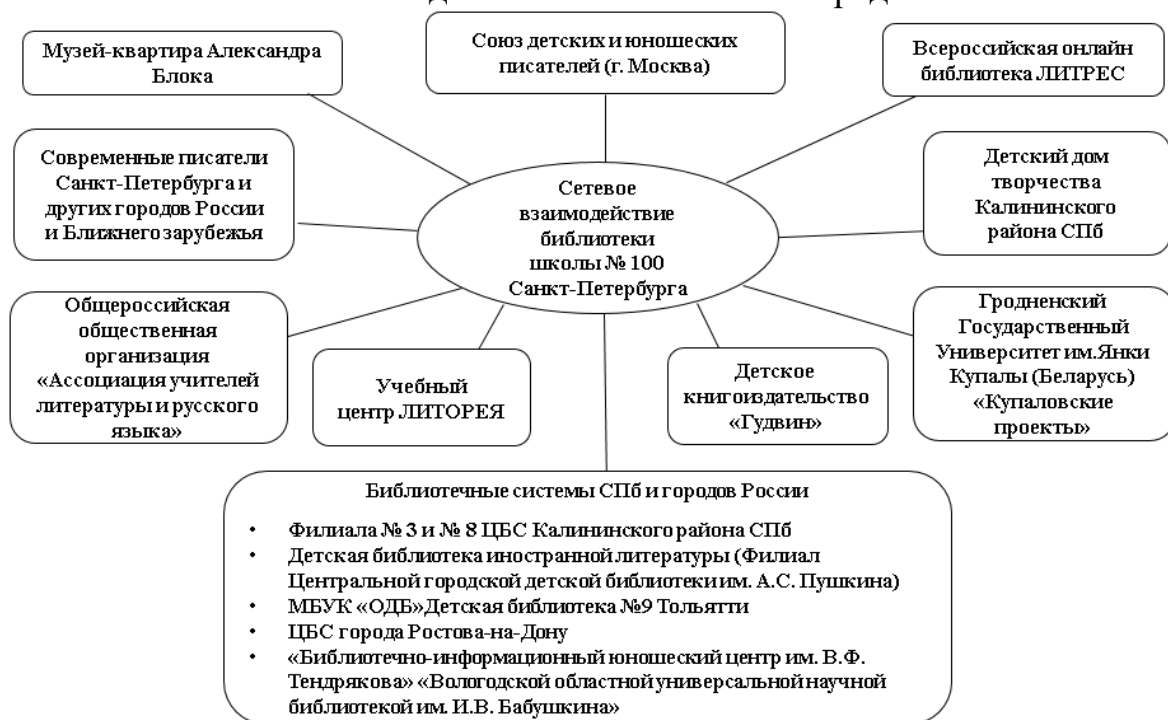 Музей-квартира Александра
Блока
Союз детских и юношеских
писателей (г. Москва)
Всероссийская онлайн
библиотека ЛИТРЕС
Современные писатели
Санкт-Петербурга и
других городов России
и Ближнего зарубежья
Сетевое
взаимодействие
библиотеки
школы № 100
Санкт-Петербурга
Детский дом
творчества
Калининского
района СПб
Общероссийская
общественная
организация
«Ассоциация учителей
литературы и русского
языка»
Учебный
центр ЛИТОРЕЯ
Детское
книгоиздательство
«Гудвин»
Гродненский
Государственный
Университет им.Янки
Купалы (Беларусь)
«Купаловские
проекты»
Библиотечные системы СПб и городов России
• Филиала № 3 и № 8 ЦБС Калининского района СПб
• Детская библиотека иностранной литературы (Филиал
Центральной городской детской библиотеки им. А.С. Пушкина)
• МБУК «ОДБ»Детская библиотека №9 Тольятти
• ЦБС города Ростова-на-Дону
• «Библиотечно-информационный юношеский центр им. В.Ф.
Тендрякова» «Вологодской областной универсальной научной
библиотекой им. И.В. Бабушкина»